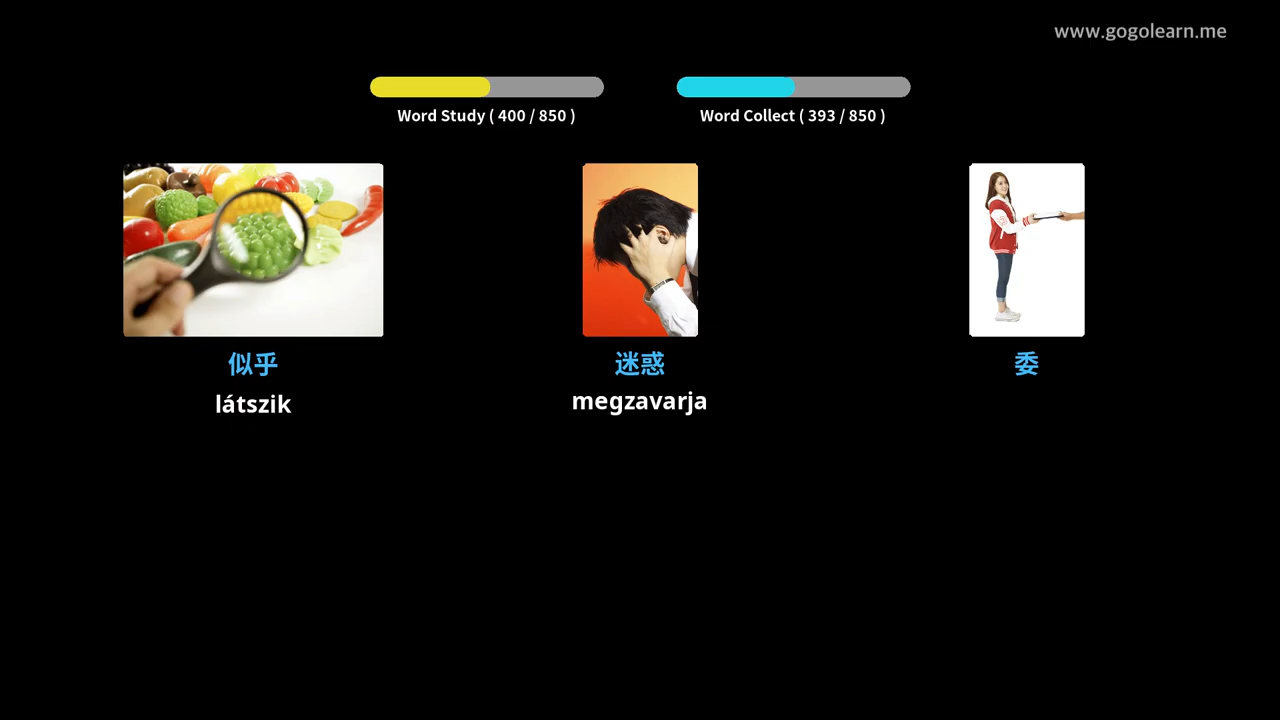 www.gogolearn.me
Word Study ( 400 / 850 )
Word Collect ( 393 / 850 )
似乎
látszik
迷惑
megzavarja
委